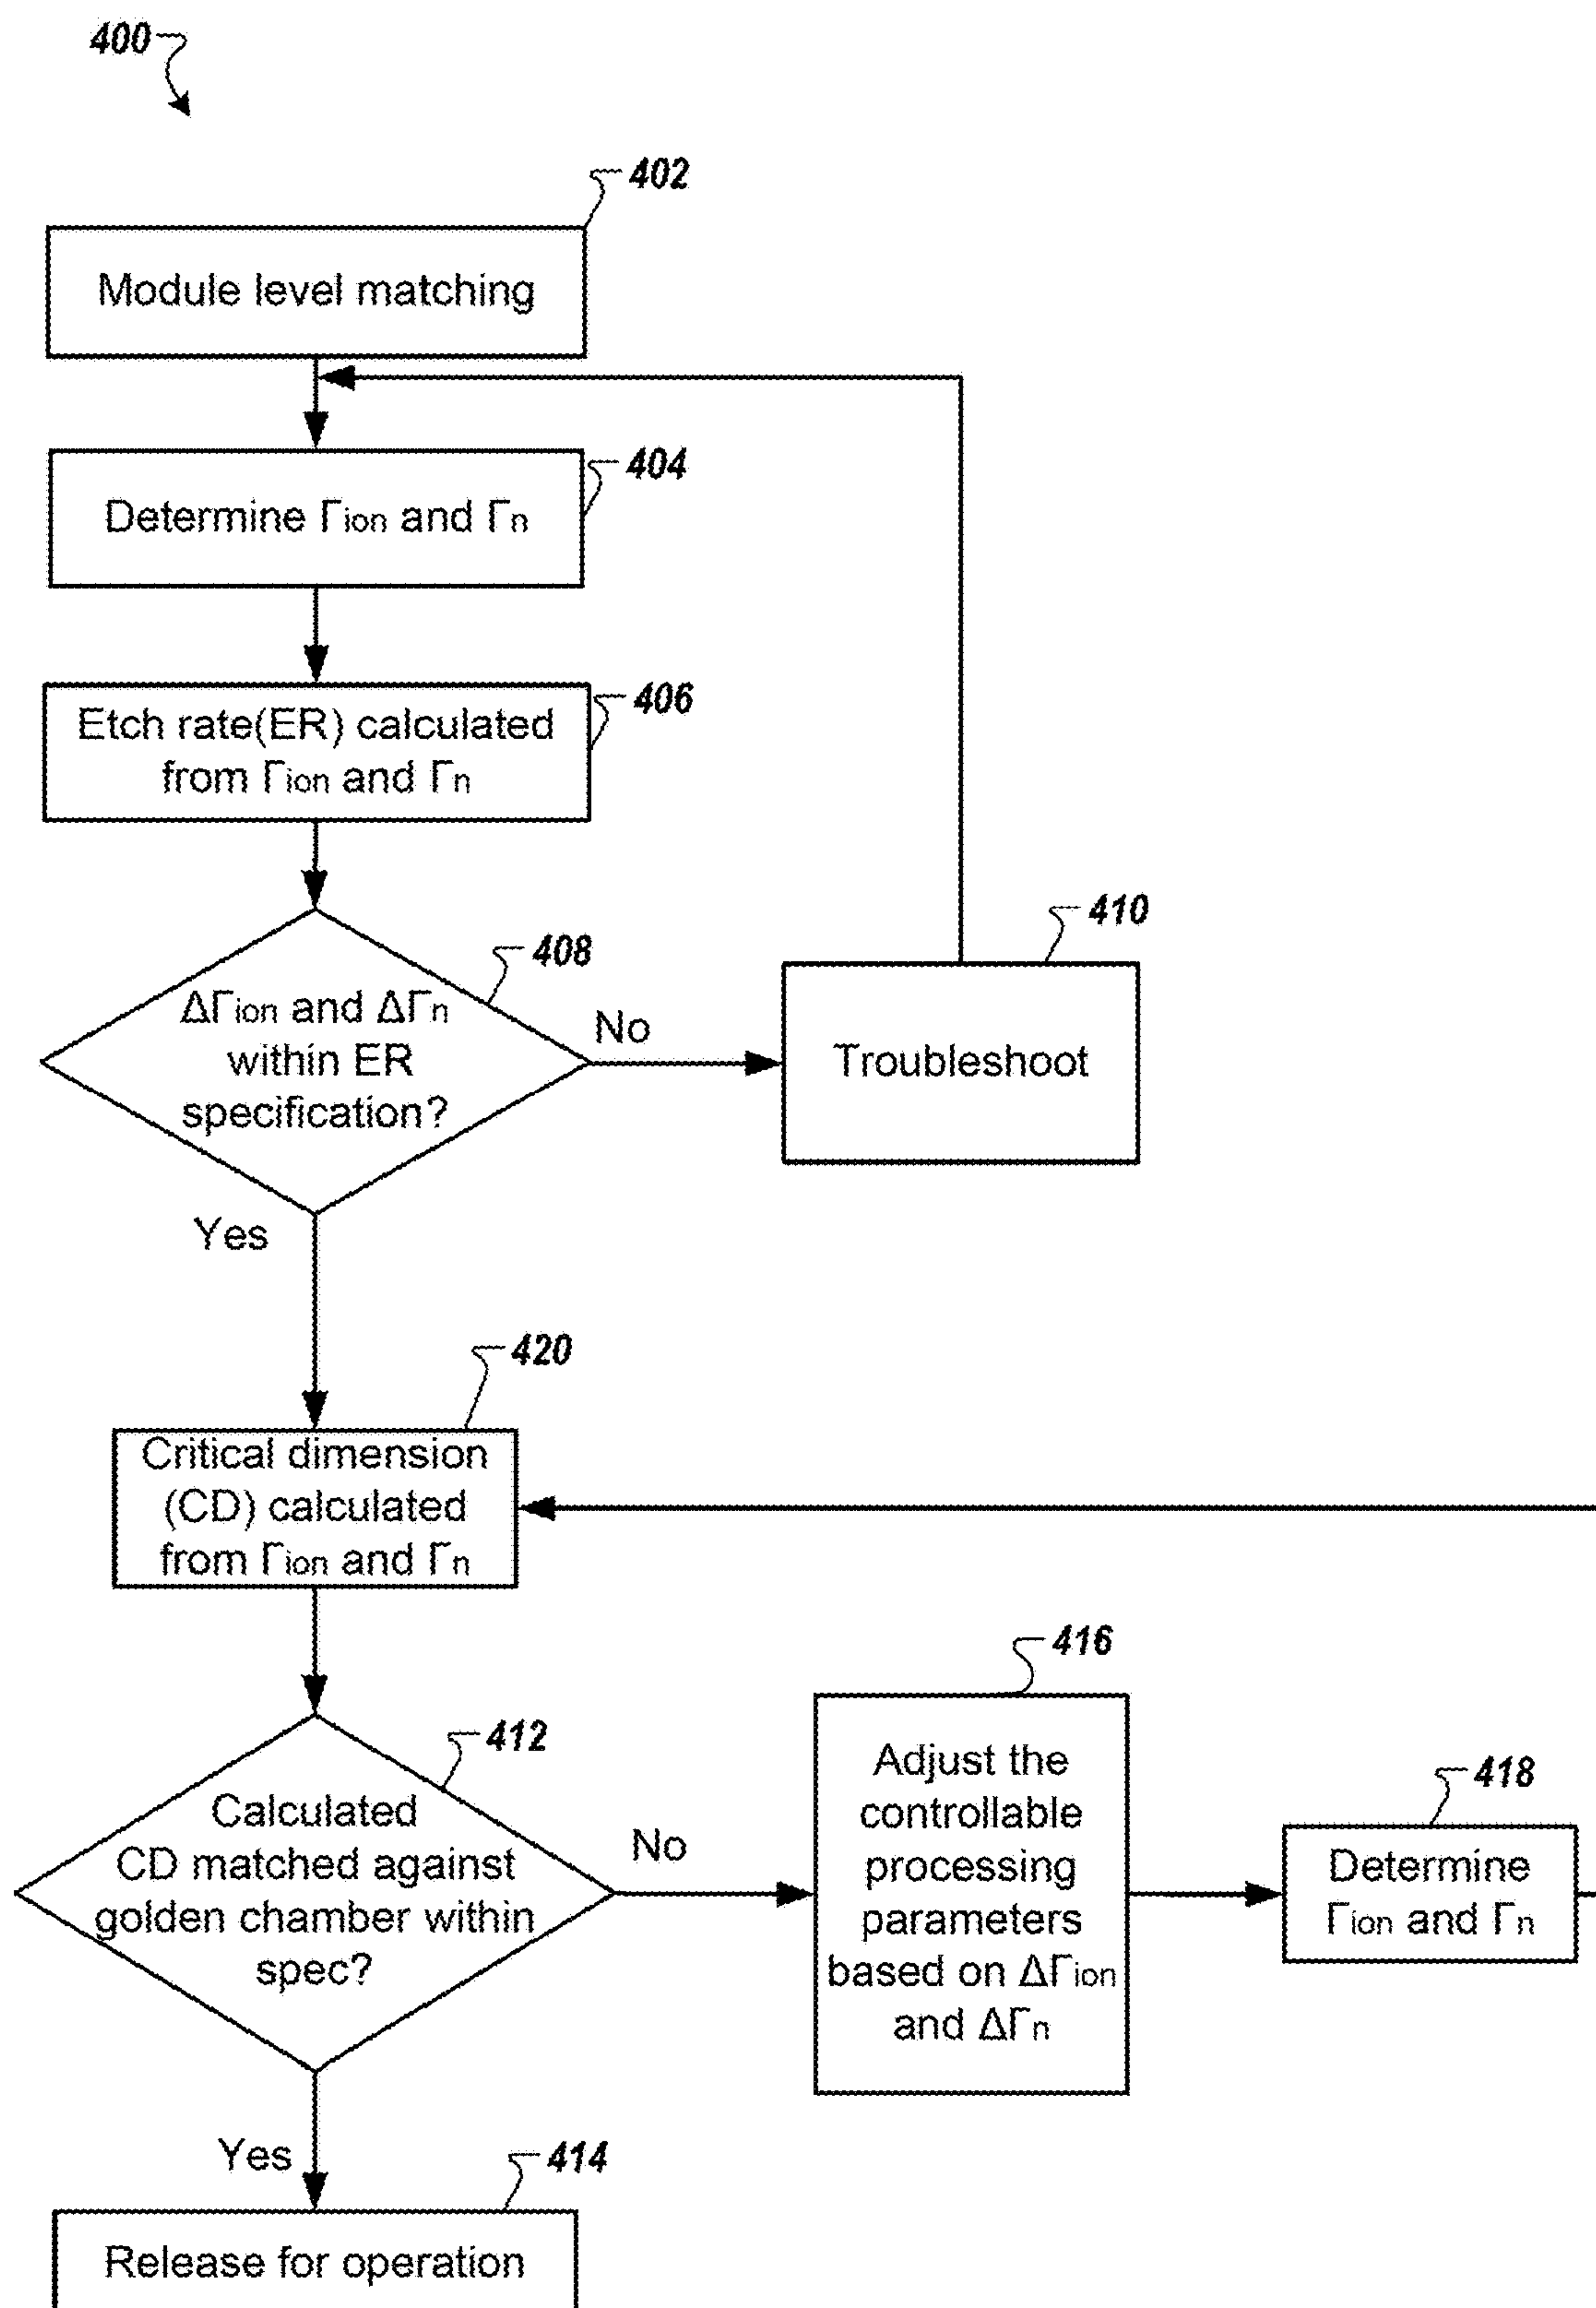 400
402
Module level matching
404
Determine Γion and Γn
406
Etch rate(ER) calculated
from Γion and Γn
408
ΔΓion and ΔΓn
within ER
specification?
No
410
Troubleshoot
Yes
420
Critical dimension
(CD) calculated
from Γion and Γn
412
Calculated
CD matched against
golden chamber within
spec?
No
416
Adjust the
controllable
processing
parameters
based on ΔΓion
and ΔΓn
418
Determine
Γion and Γn
Yes
414
Release for operation